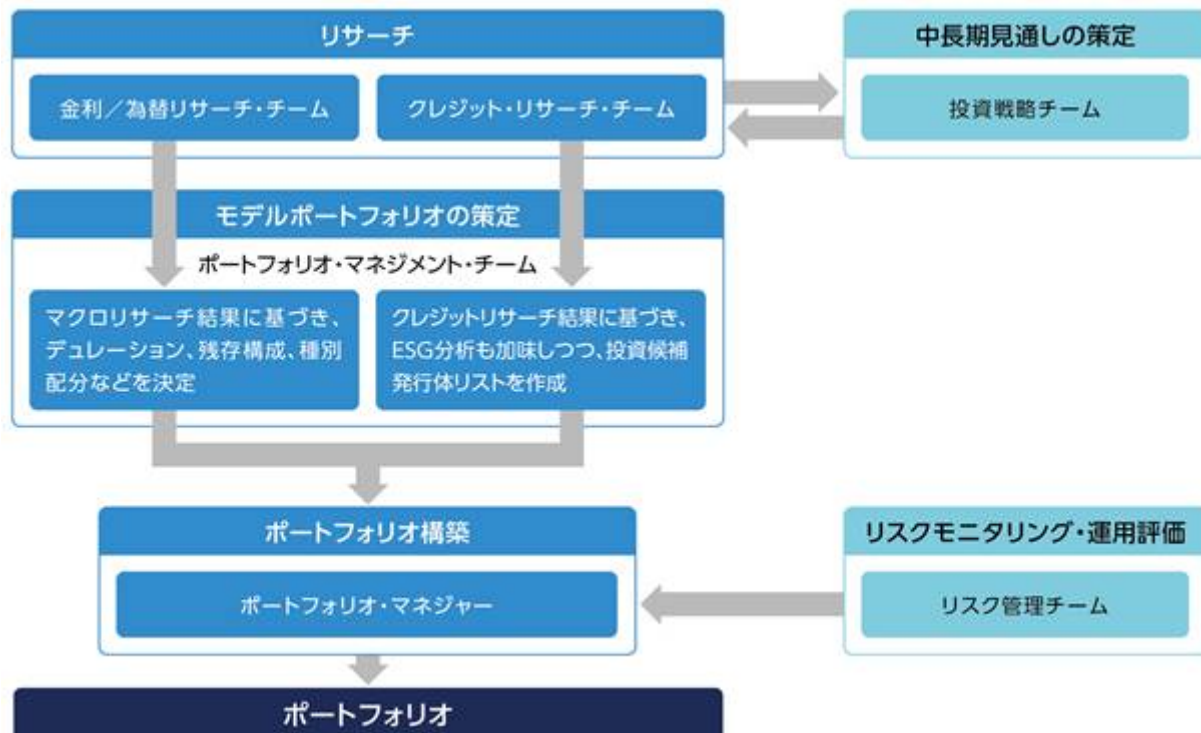 リサーチ
中長期見通しの策定
金利／為替リサーチ・チーム
クレジット・リサーチ・チーム
投資戦略チーム
モデルポートフォリオの策定
ポートフォリオ・マネジメント・チーム
マクロリサーチ結果に基づき、
デュレーション、残存構成、種別
配分などを決定
クレジットリサーチ結果に基づき、
ESG分析も加味しつつ、投資候補
発行体リストを作成
ポートフォリオ構築
リスクモニタリング・運用評価
ポートフォリオ・マネジャー
リスク管理チーム
ポートフォリオ